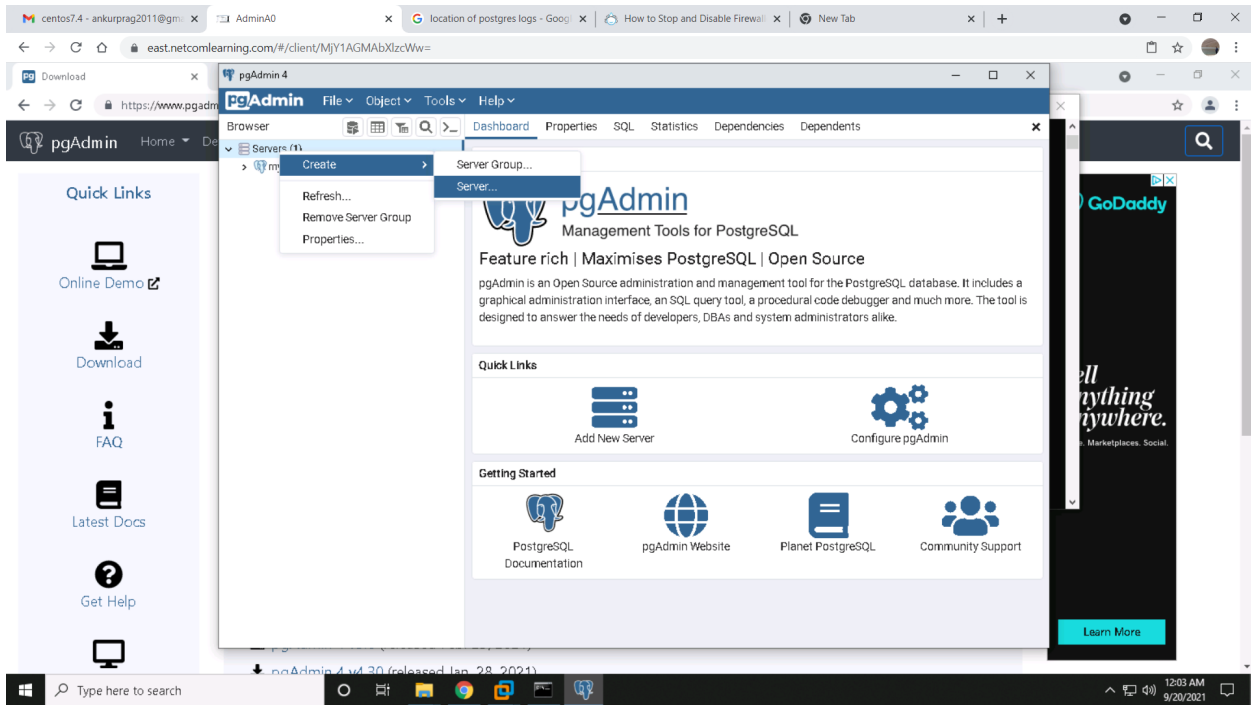 centos7.4 - ankurprag2011@gma
AdminA0
location of postgres logs - Googl
How to Stop and Disable Firewall
New Tab
east.netcomlearning.com/#/client/MjY1AGMAbXlzcWw=
Download
pgAdmin 4
https://www.pgadm
pgAdmin File Object Tools Help
Browser
Dashboard Properties SQL Statistics Dependencies Dependents
pgAdmin Home De
Servers (1)
my
Create
Refresh...
Remove Server Group
Properties...
Server Group...
Server...
pgAdmin
Management Tools for PostgreSQL
Feature rich | Maximises PostgreSQL | Open Source
pgAdmin is an Open Source administration and management tool for the PostgreSQL database. It includes a
graphical administration interface, an SQL query tool, a procedural code debugger and much more. The tool is
designed to answer the needs of developers, DBAs and system administrators alike.
Quick Links
Add New Server
Configure pgAdmin
Getting Started
PostgreSQL
Documentation
pgAdmin Website
Planet PostgreSQL
Community Support
Quick Links
Online Demo
Download
FAQ
Latest Docs
Get Help
GoDaddy
ell
nything
nywhere.
e. Marketplaces. Social.
Learn More
pgAdmin 4 v4.30 (released Jan. 28, 2021)
Type here to search
12:03 AM
9/20/2021